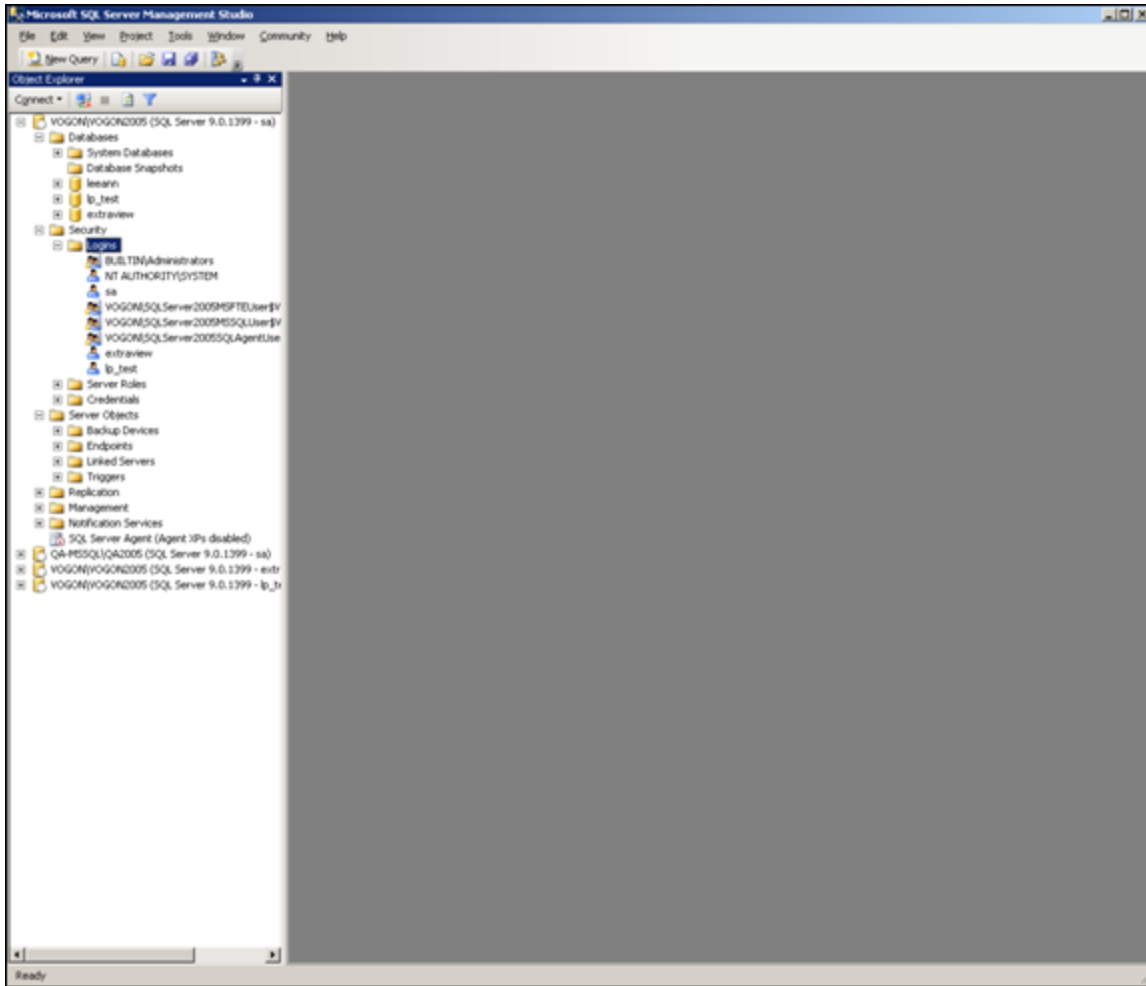 Microsoft SQL Server Management Studio
File Edit View Project Tools Window Community Help
New Query
Object Explorer
Connect
VOGON\VOGON2005 (SQL Server 9.0.1399 - sa)
Databases
System Databases
Database Snapshots
leeann
lp_test
extraview
Security
Logins
BUILTIN\Administrators
NT AUTHORITY\SYSTEM
sa
VOGON\SQLServer2005MSFTEUser$V
VOGON\SQLServer2005MSSQLUser$V
VOGON\SQLServer2005SQLAgentUse
extraview
lp_test
Server Roles
Credentials
Server Objects
Backup Devices
Endpoints
Linked Servers
Triggers
Replication
Management
Notification Services
SQL Server Agent (Agent XPs disabled)
QA-MSSQL\QA2005 (SQL Server 9.0.1399 - sa)
VOGON\VOGON2005 (SQL Server 9.0.1399 - extr
VOGON\VOGON2005 (SQL Server 9.0.1399 - lp_te
Ready